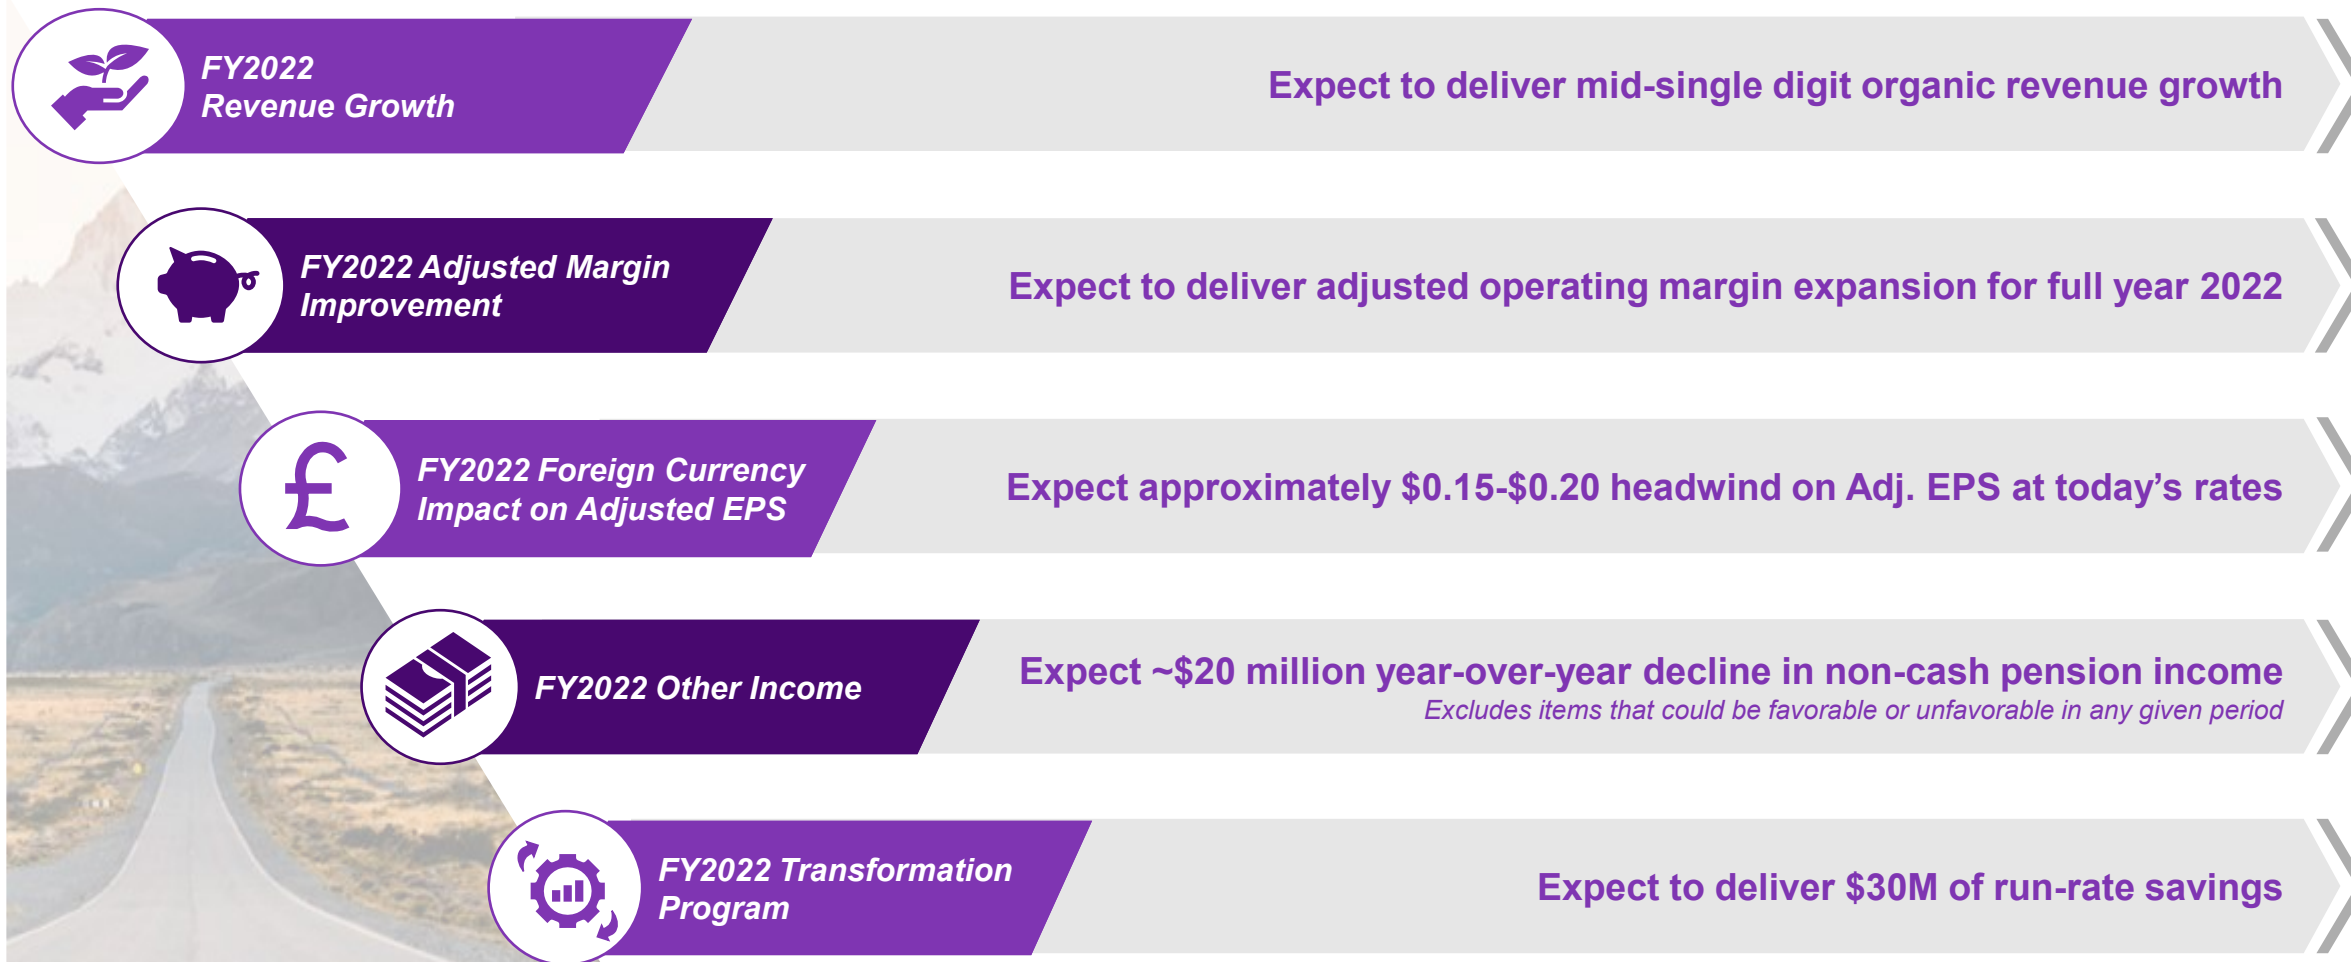 FY2022
Revenue Growth
Expect to deliver mid-single digit organic revenue growth
FY2022 Adjusted Margin
Improvement
Expect to deliver adjusted operating margin expansion for full year 2022
£
FY2022 Foreign Currency
Impact on Adjusted EPS
Expect approximately $0.15-$0.20 headwind on Adj. EPS at today’s rates
FY2022 Other Income
Expect ~$20 million year-over-year decline in non-cash pension income
Excludes items that could be favorable or unfavorable in any given period
FY2022 Transformation
Program
Expect to deliver $30M of run-rate savings